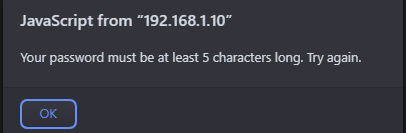 JavaScript from “192.168.1.10”
Your password must be at least 5 characters long. Try again.
OK